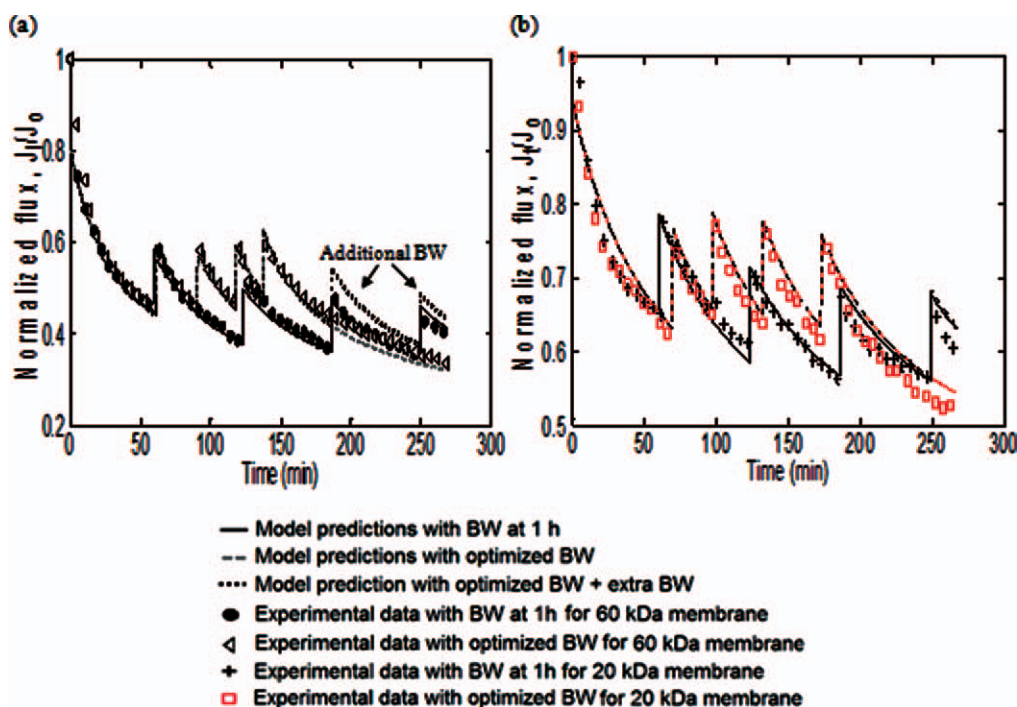 (a)
(b)
Normalized flux, Jt/Jo
1
0.8
0.6
0.4
0.2
0
50
100
150
200
250
300
Time (min)
Additional BW
Normalized flux, Jt/Jo
1
0.9
0.8
0.7
0.6
0.5
0
50
100
150
200
250
300
Time (min)
Model predictions with BW at 1 h
Model predictions with optimized BW
Model prediction with optimized BW + extra BW
Experimental data with BW at 1h for 60 kDa membrane
Experimental data with optimized BW for 60 kDa membrane
Experimental data with BW at 1h for 20 kDa membrane
Experimental data with optimized BW for 20 kDa membrane